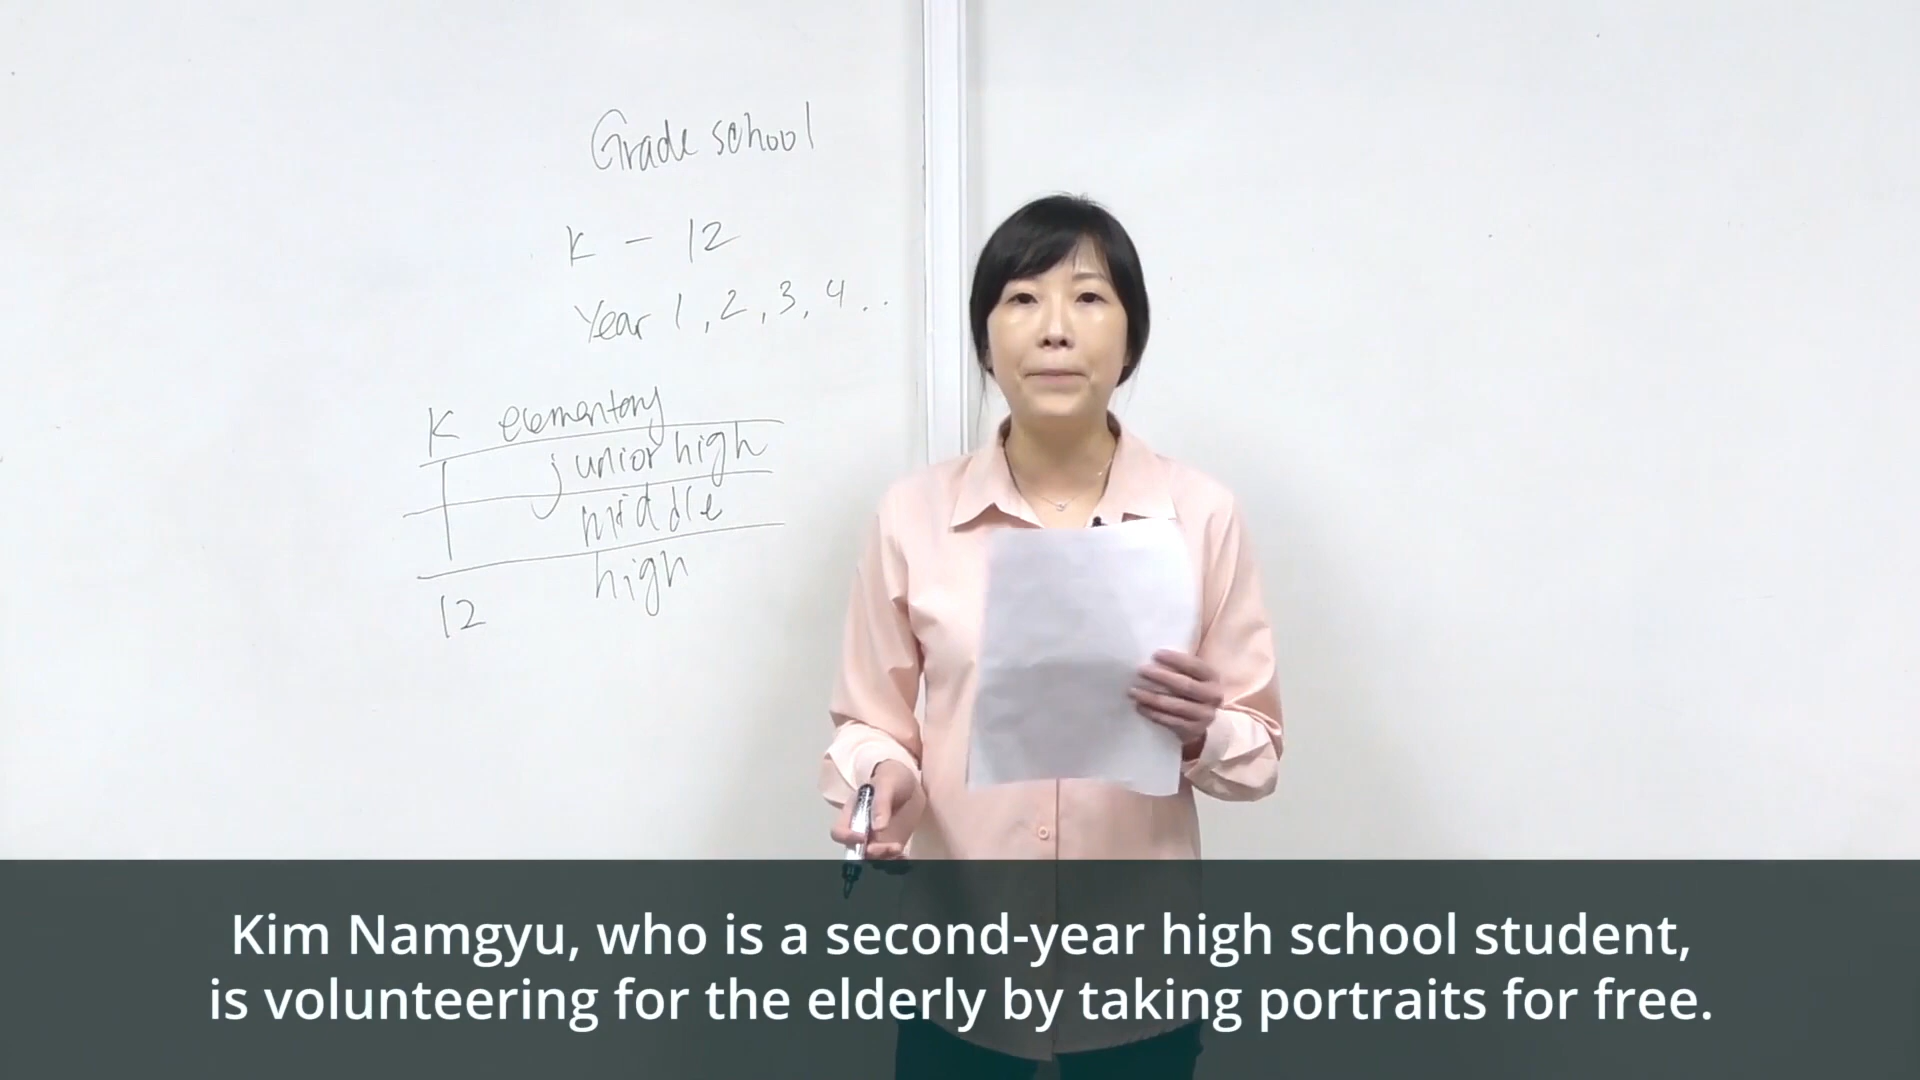 Grade school
K - 12
Year 1, 2, 3, 4 ..
K elementary
junior high
middle
high
12
Kim Namgyu, who is a second-year high school student,
is volunteering for the elderly by taking portraits for free.